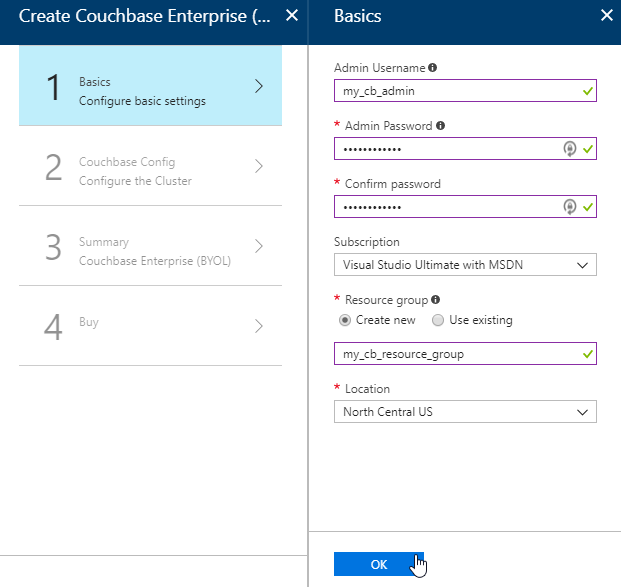 Create Couchbase Enterprise (...
1
Basics
Configure basic settings
2
Couchbase Config
Configure the Cluster
3
Summary
Couchbase Enterprise (BYOL)
4
Buy
Basics
Admin Username
my_cb_admin
* Admin Password
••••••••••••
* Confirm password
••••••••••••
Subscription
Visual Studio Ultimate with MSDN
* Resource group
Create new Use existing
my_cb_resource_group
* Location
North Central US
OK